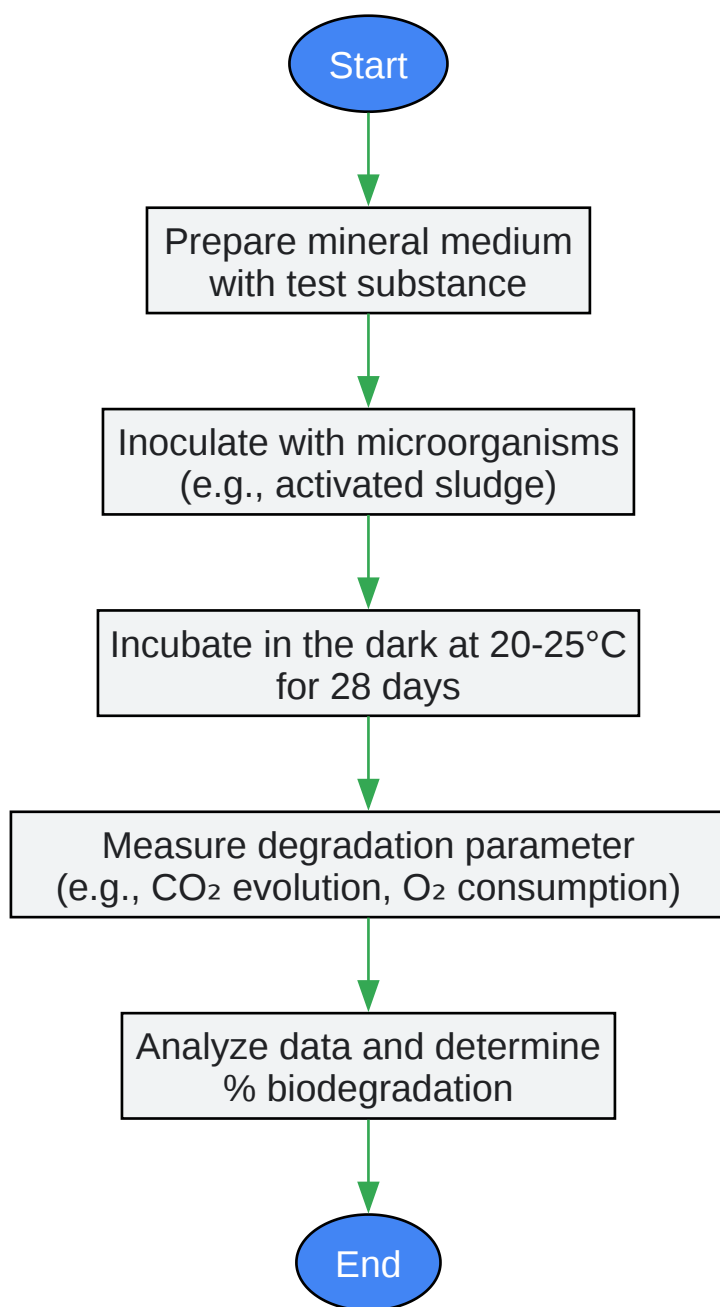 Start
Prepare mineral medium
with test substance
Inoculate with microorganisms
(e.g., activated sludge)
Incubate in the dark at 20-25°C
for 28 days
Measure degradation parameter
(e.g., CO₂ evolution, O₂ consumption)
Analyze data and determine
% biodegradation
End